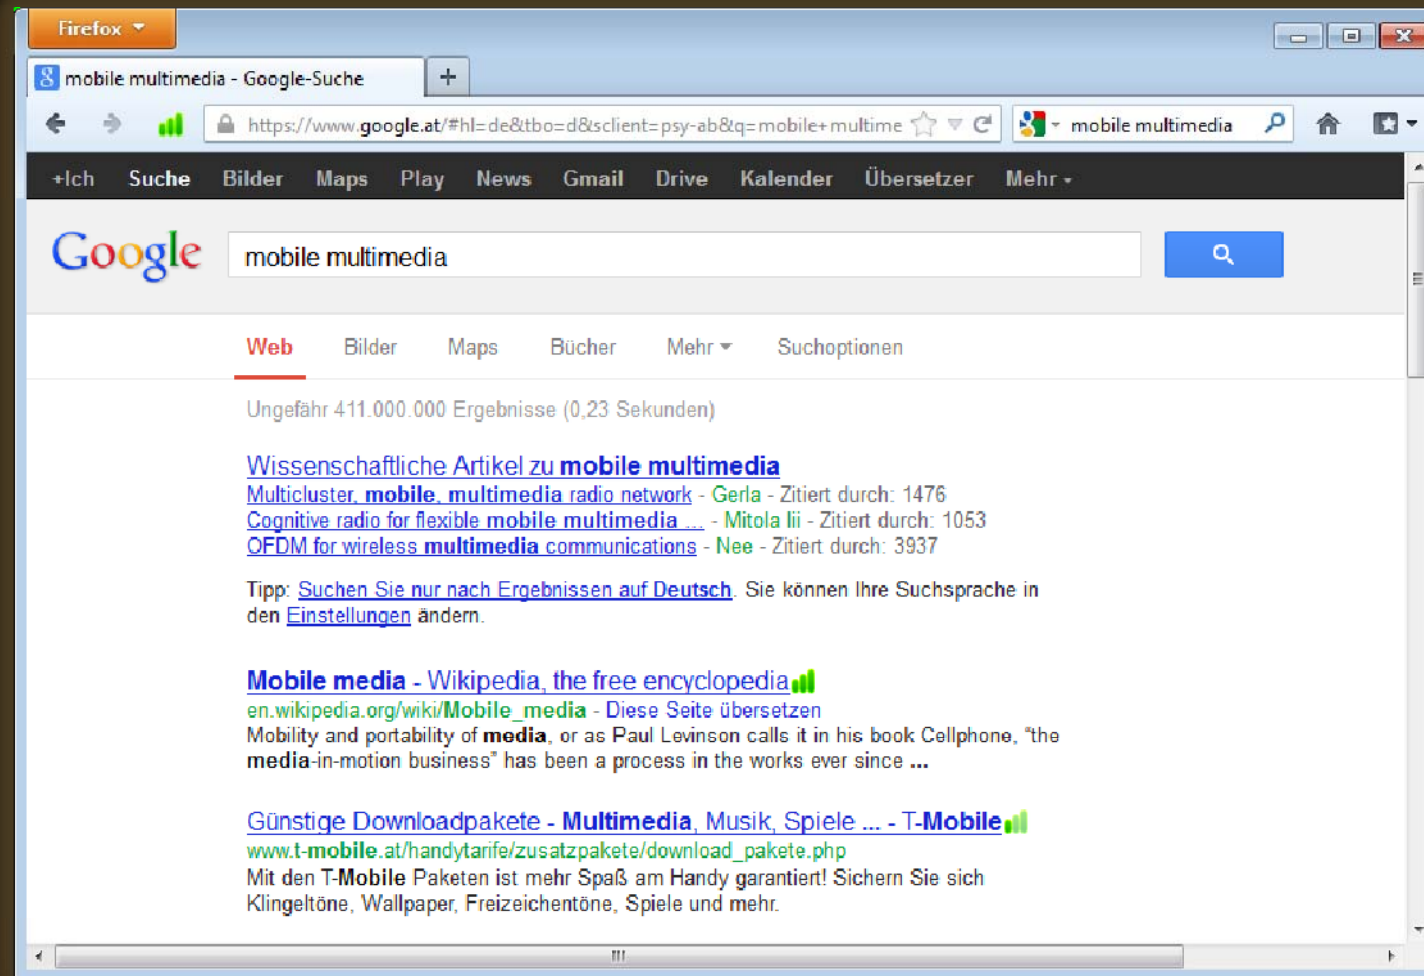 Firefox
mobile multimedia - Google-Suche
https://www.google.at/#hl=de&tbo=d&sclient=psy-ab&q=mobile+multime
mobile multimedia
+Ich Suche Bilder Maps Play News Gmail Drive Kalender Übersetzer Mehr
Google
mobile multimedia
Web Bilder Maps Bücher Mehr Suchoptionen
Ungefähr 411.000.000 Ergebnisse (0,23 Sekunden)
Wissenschaftliche Artikel zu mobile multimedia
Multicluster, mobile, multimedia radio network - Gerla - Zitiert durch: 1476
Cognitive radio for flexible mobile multimedia ... - Mitola Iii - Zitiert durch: 1053
OFDM for wireless multimedia communications - Nee - Zitiert durch: 3937
Tipp: Suchen Sie nur nach Ergebnissen auf Deutsch. Sie können Ihre Suchsprache in
den Einstellungen ändern.
Mobile media - Wikipedia, the free encyclopedia
en.wikipedia.org/wiki/Mobile_media - Diese Seite übersetzen
Mobility and portability of media, or as Paul Levinson calls it in his book Cellphone, “the
media-in-motion business” has been a process in the works ever since ...
Günstige Downloadpakete - Multimedia, Musik, Spiele ... - T-Mobile
www.t-mobile.at/handytarife/zusatzpakete/download_pakete.php
Mit den T-Mobile Paketen ist mehr Spaß am Handy garantiert! Sichern Sie sich
Klingeltöne, Wallpaper, Freizeichentöne, Spiele und mehr.